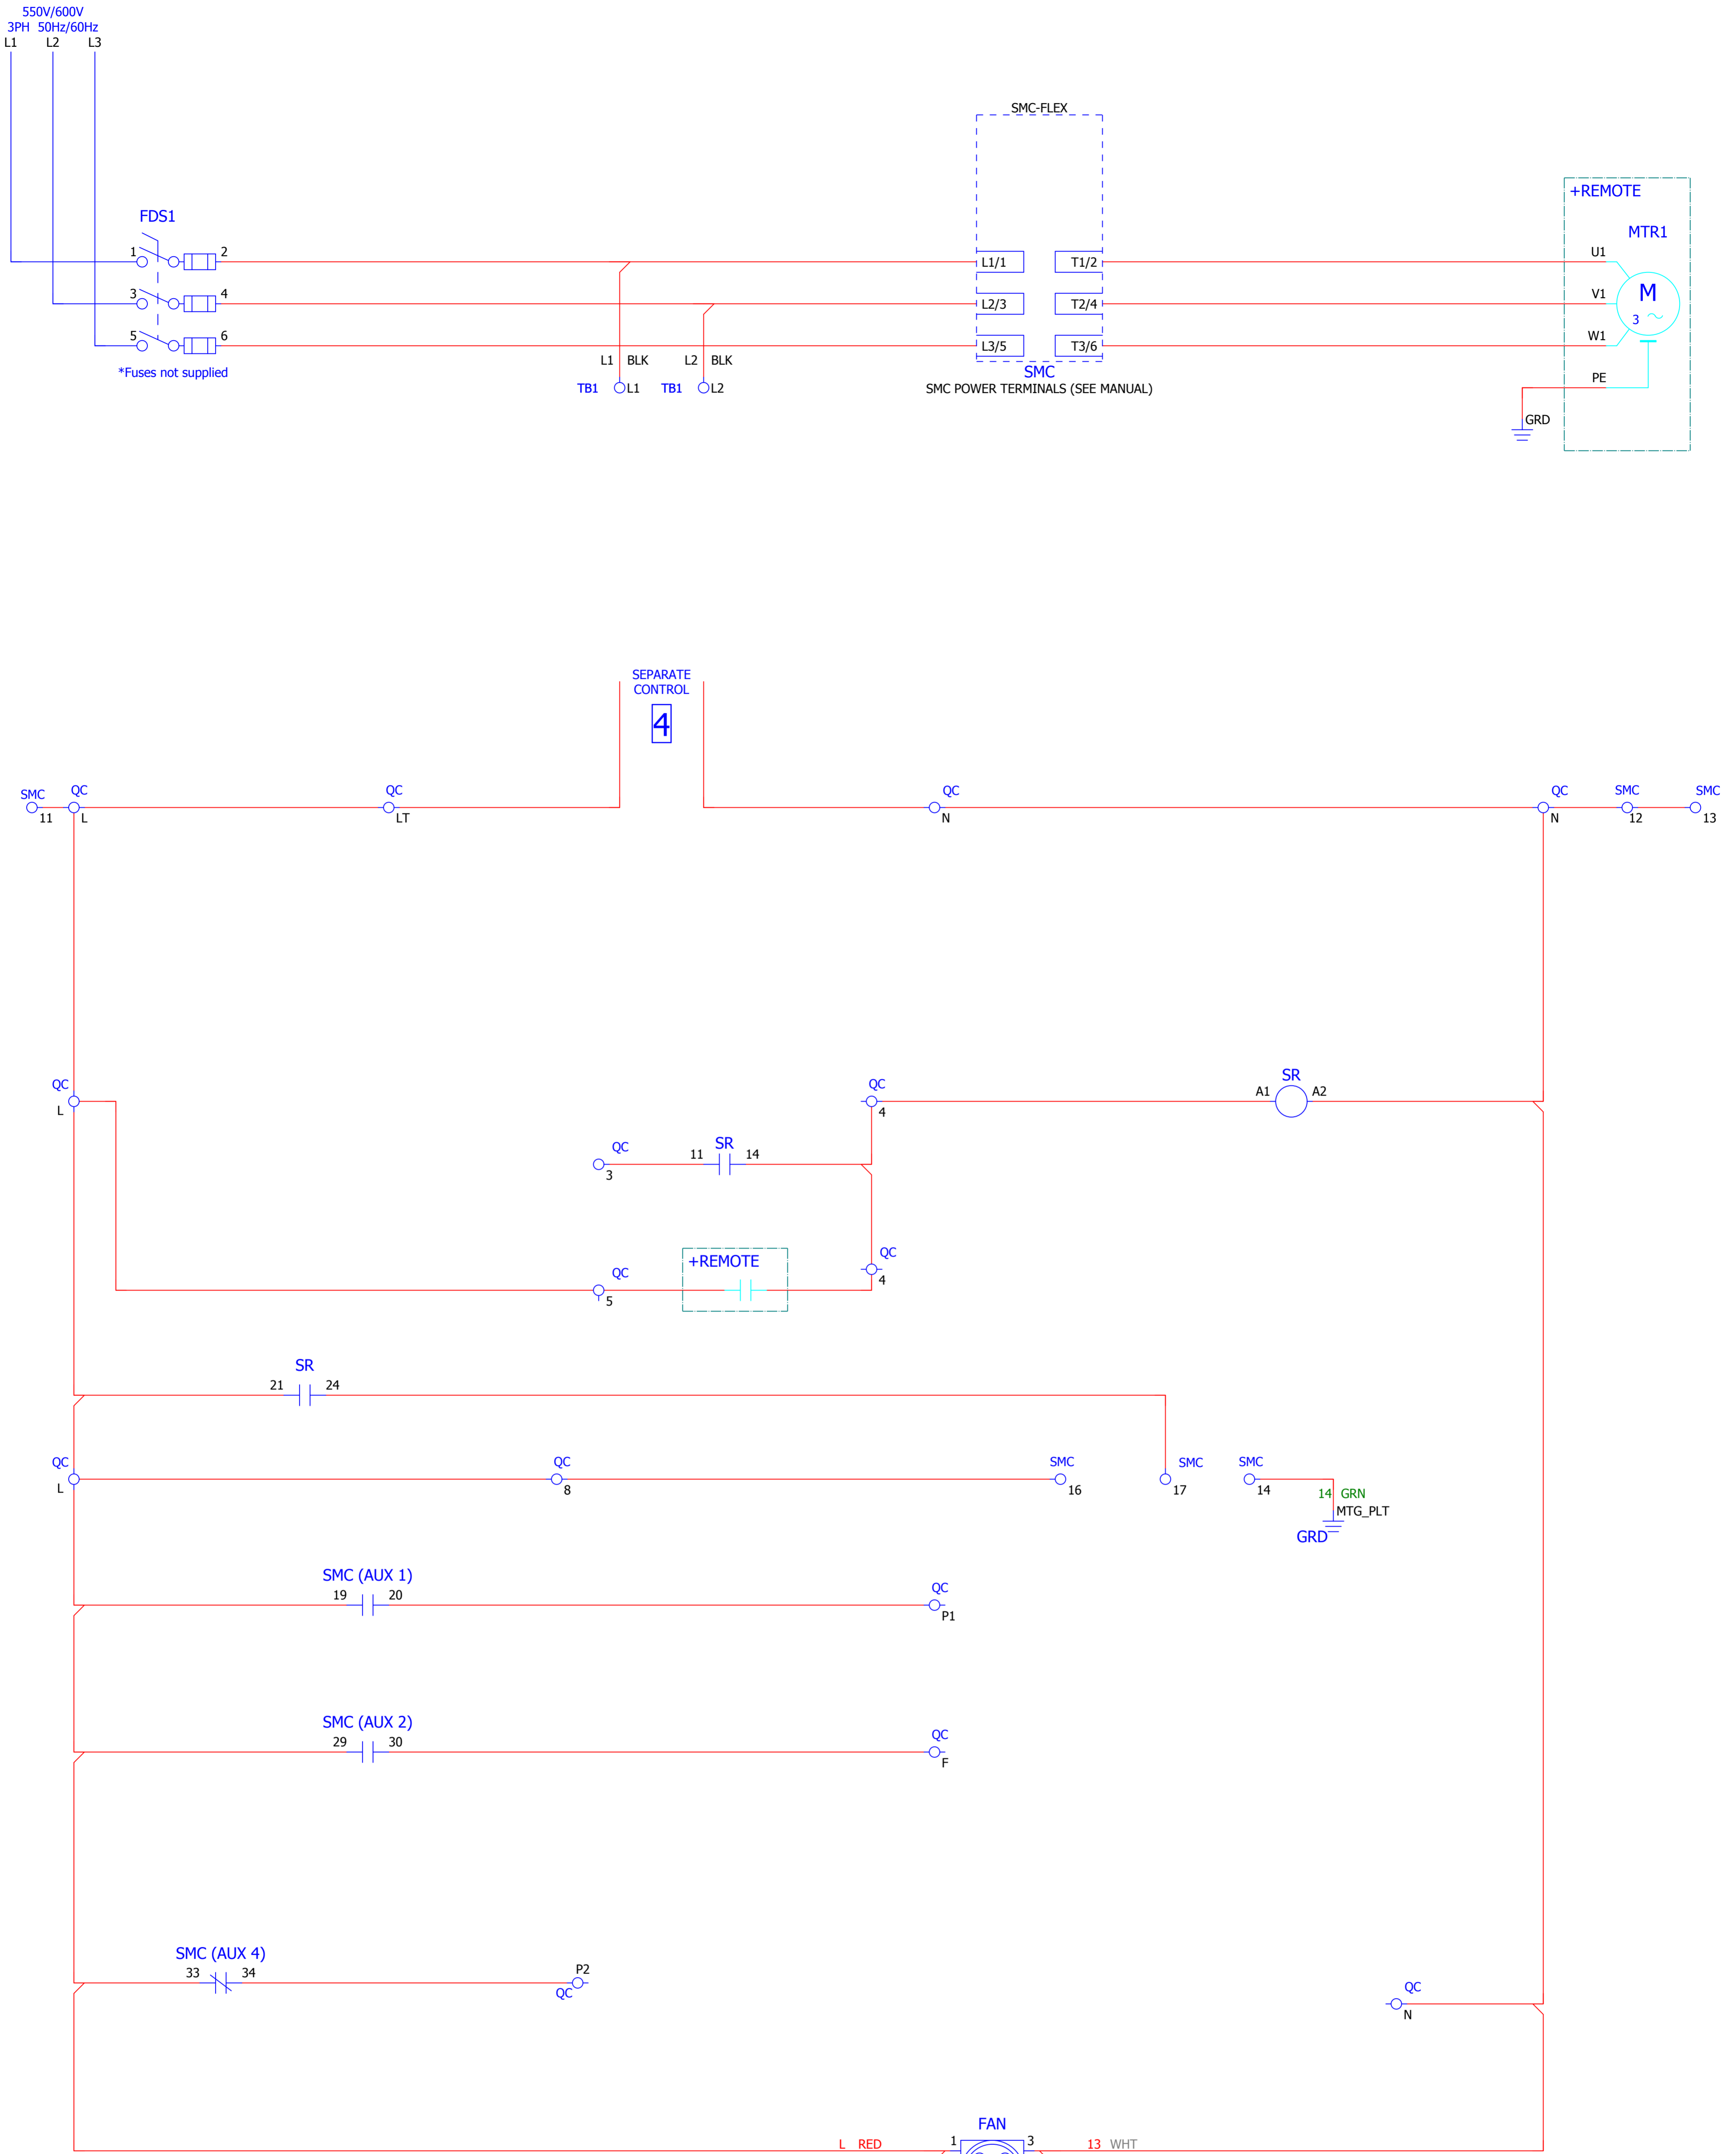 550V/600V
3PH 50Hz/60Hz
L1 L2 L3
SMC-FLEX
+REMOTE
FDS1
MTR1
1 2 L1/1 T1/2 U1
3 4 L2/3 T2/4 V1 M
3
5 6 L3/5 T3/6 W1
L1 BLK L2 BLK
*Fuses not supplied
SMC
PE
TB1 L1 TB1 L2 SMC POWER TERMINALS (SEE MANUAL)
GRD
SEPARATE
CONTROL
4
SMC QC QC QC QC SMC SMC
11 L LT N N 12 13
SR
QC QC A1 A2
L 4
QC 11 SR 14
3
QC
+REMOTE
QC 4
5
SR
21 24
QC QC SMC SMC SMC
L 8 16 17 14
14 GRN
MTG_PLT
GRD
SMC (AUX 1)
19 20 QC
P1
SMC (AUX 2)
29 30 QC
F
SMC (AUX 4)
33 34 P2
QC
QC
N
FAN
L RED 1 3 13 WHT